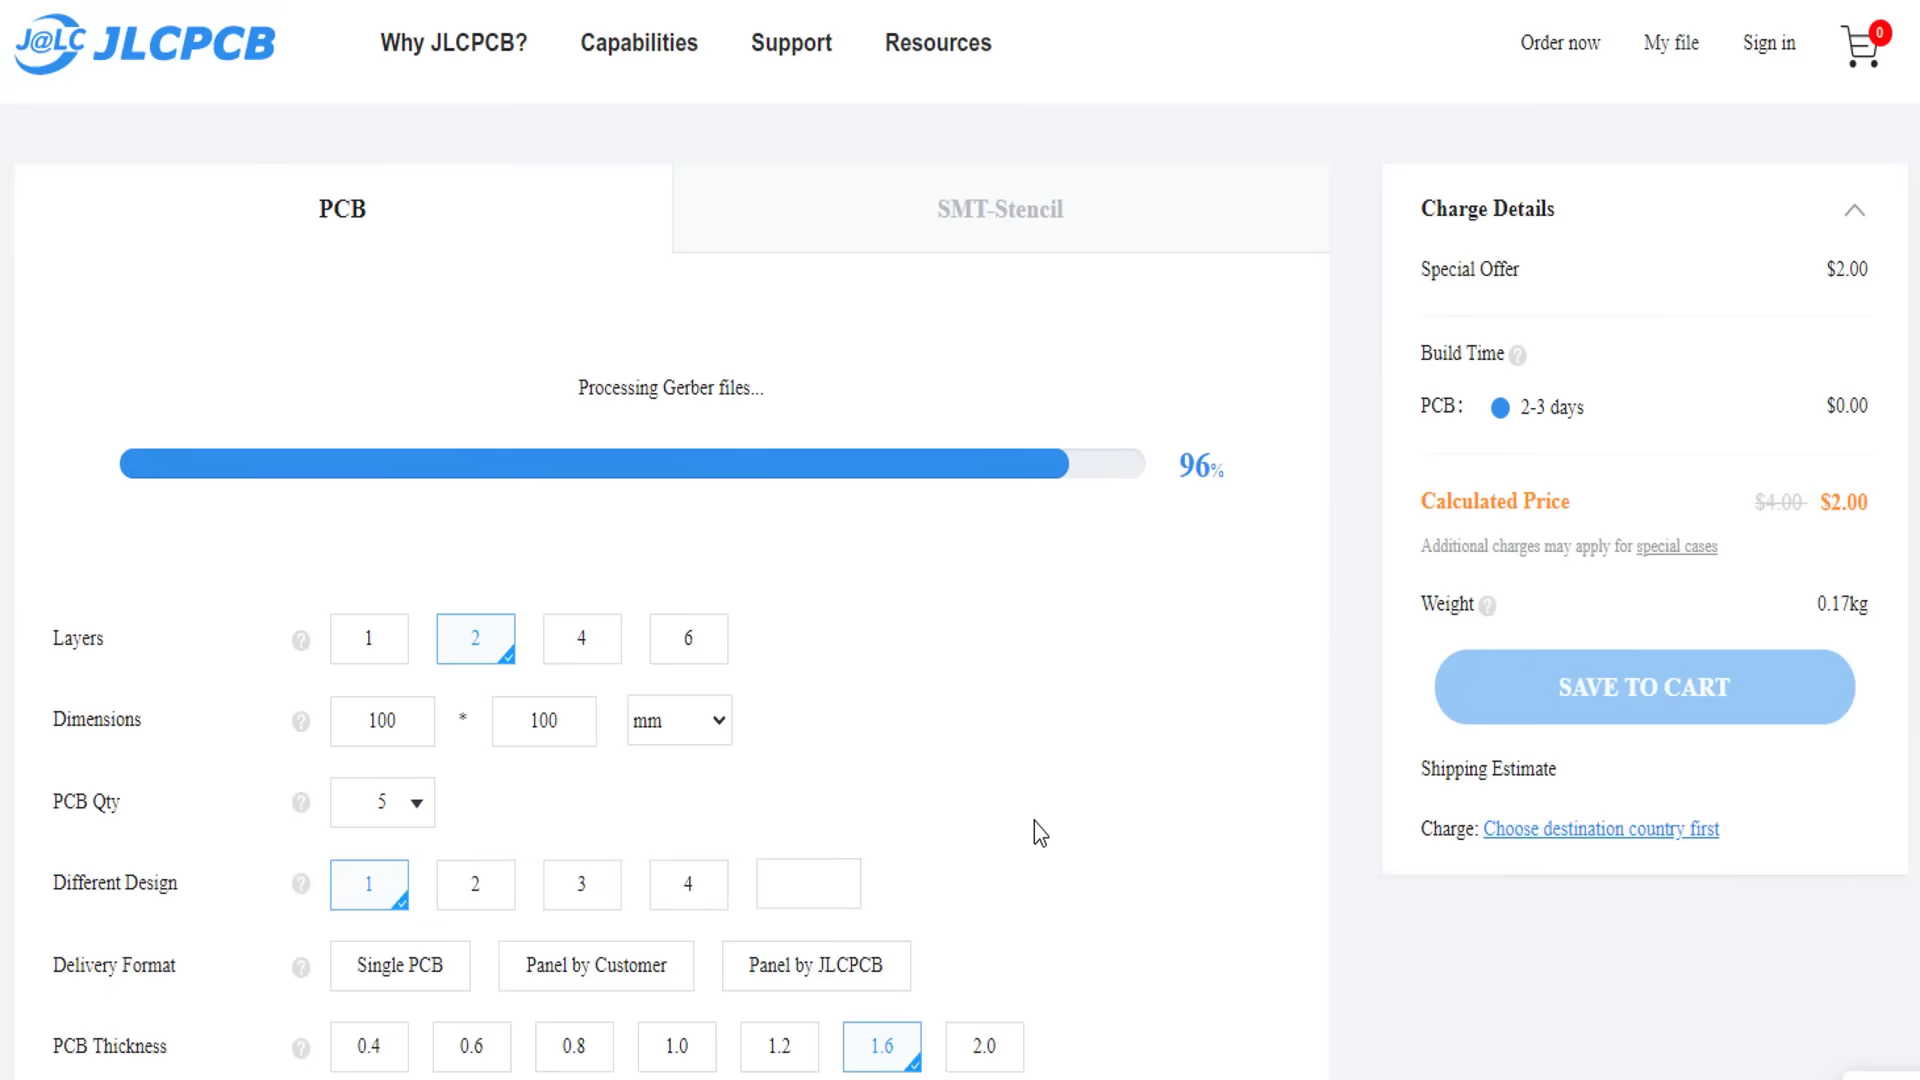 J@LC JLCPCB Why JLCPCB? Capabilities Support Resources Order now My file Sign in 0
PCB SMT-Stencil
Processing Gerber files...
96%
Layers ? 1 2 4 6
Dimensions ? 100 * 100 mm
PCB Qty ? 5
Different Design ? 1 2 3 4
Delivery Format ? Single PCB Panel by Customer Panel by JLCPCB
PCB Thickness ? 0.4 0.6 0.8 1.0 1.2 1.6 2.0
Charge Details
Special Offer $2.00
Build Time ?
PCB: 2-3 days $0.00
Calculated Price $4.00 $2.00
Additional charges may apply for special cases
Weight ? 0.17kg
SAVE TO CART
Shipping Estimate
Charge: Choose destination country first